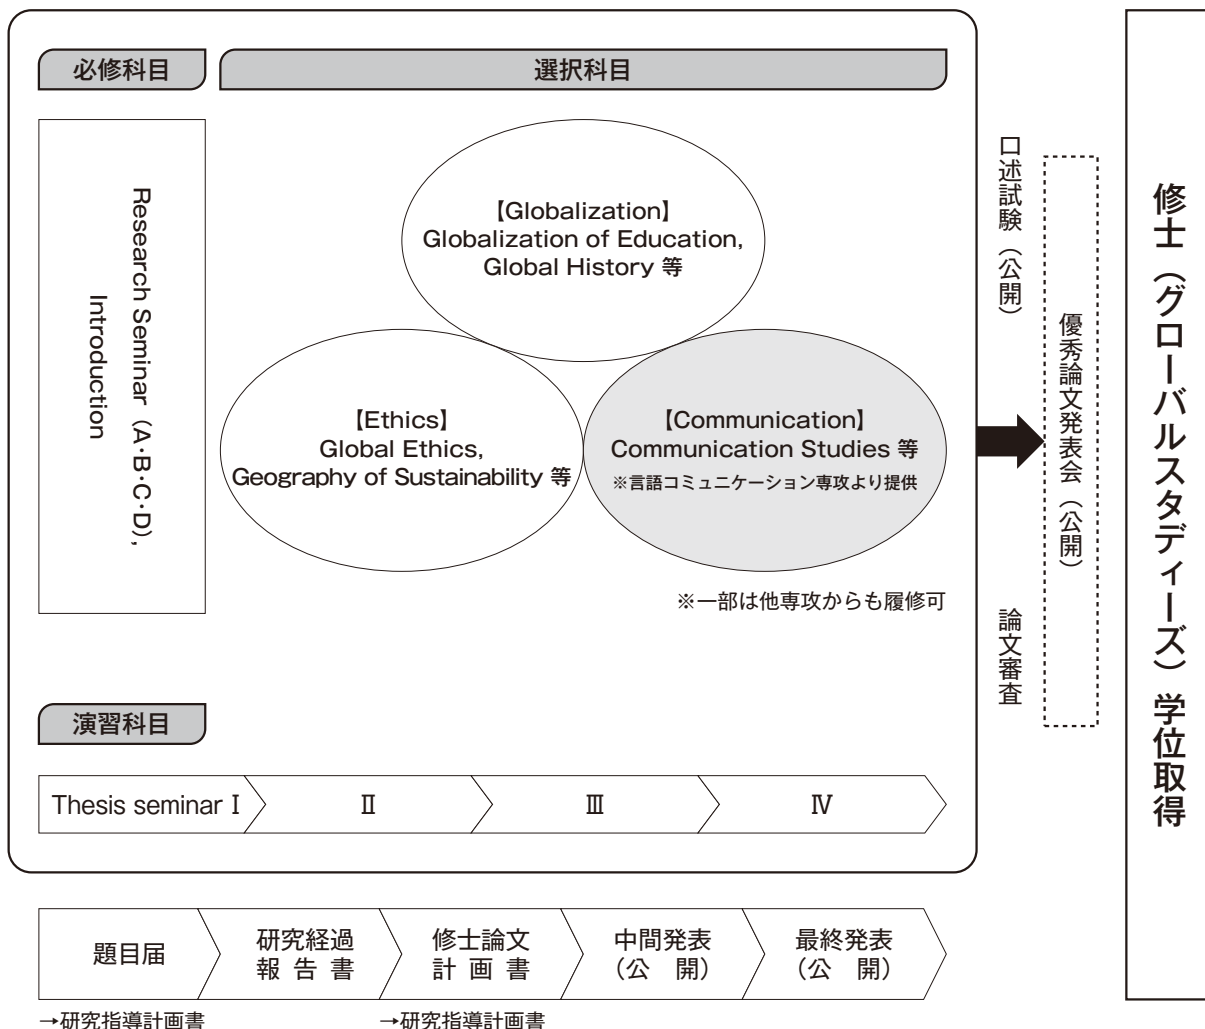 必修科目
選択科目
Research Seminar（A・B・C・D），
Introduction
【Globalization】
Globalization of Education,
Global History 等
【Ethics】
Global Ethics,
Geography of Sustainability 等
【Communication】
Communication Studies 等
※言語コミュニケーション専攻より提供
※一部は他専攻からも履修可
演習科目
Thesis seminar Ⅰ
Ⅱ
Ⅲ
Ⅳ
口述試験（公開）
論文審査
優秀論文発表会（公開）
修士（グローバルスタディーズ）学位取得
題目届
研究経過
報 告 書
修士論文
計 画 書
中間発表
（公　開）
最終発表
（公　開）
→研究指導計画書
→研究指導計画書